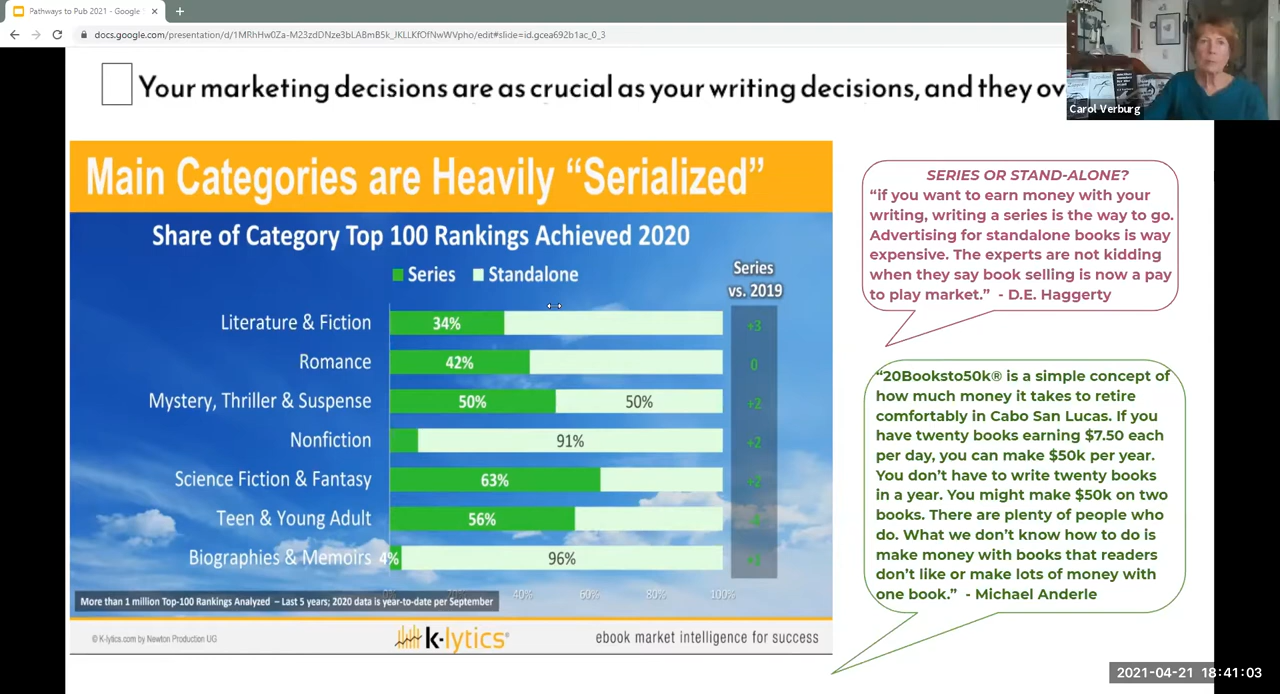 Pathways to Pub 2021 - Google
docs.google.com/presentation/d/1MRhHw0Za-M23zdDNze3bLABmB5k_JKLLKfOfNwWVpho/edit#slide=id.gcea692b1ac_0_3
Your marketing decisions are as crucial as your writing decisions, and they ov
Carol Verburg
Main Categories are Heavily “Serialized”
Share of Category Top 100 Rankings Achieved 2020
Series Standalone
Series
vs. 2019
Literature & Fiction 34% +3
Romance 42% 0
Mystery, Thriller & Suspense 50% 50% +2
Nonfiction 91% +2
Science Fiction & Fantasy 63% +2
Teen & Young Adult 56%
Biographies & Memoirs 4% 96% +1
0% 20% 40% 60% 80% 100%
More than 1 million Top-100 Rankings Analyzed – Last 5 years; 2020 data is year-to-date per September
© K-lytics.com by Newton Production UG
k-lytics®
ebook market intelligence for success
SERIES OR STAND-ALONE?
“if you want to earn money with your
writing, writing a series is the way to go.
Advertising for standalone books is way
expensive. The experts are not kidding
when they say book selling is now a pay
to play market.” - D.E. Haggerty
“20Booksto50k® is a simple concept of
how much money it takes to retire
comfortably in Cabo San Lucas. If you
have twenty books earning $7.50 each
per day, you can make $50k per year.
You don’t have to write twenty books
in a year. You might make $50k on two
books. There are plenty of people who
do. What we don’t know how to do is
make money with books that readers
don’t like or make lots of money with
one book.” - Michael Anderle
2021-04-21 18:41:03